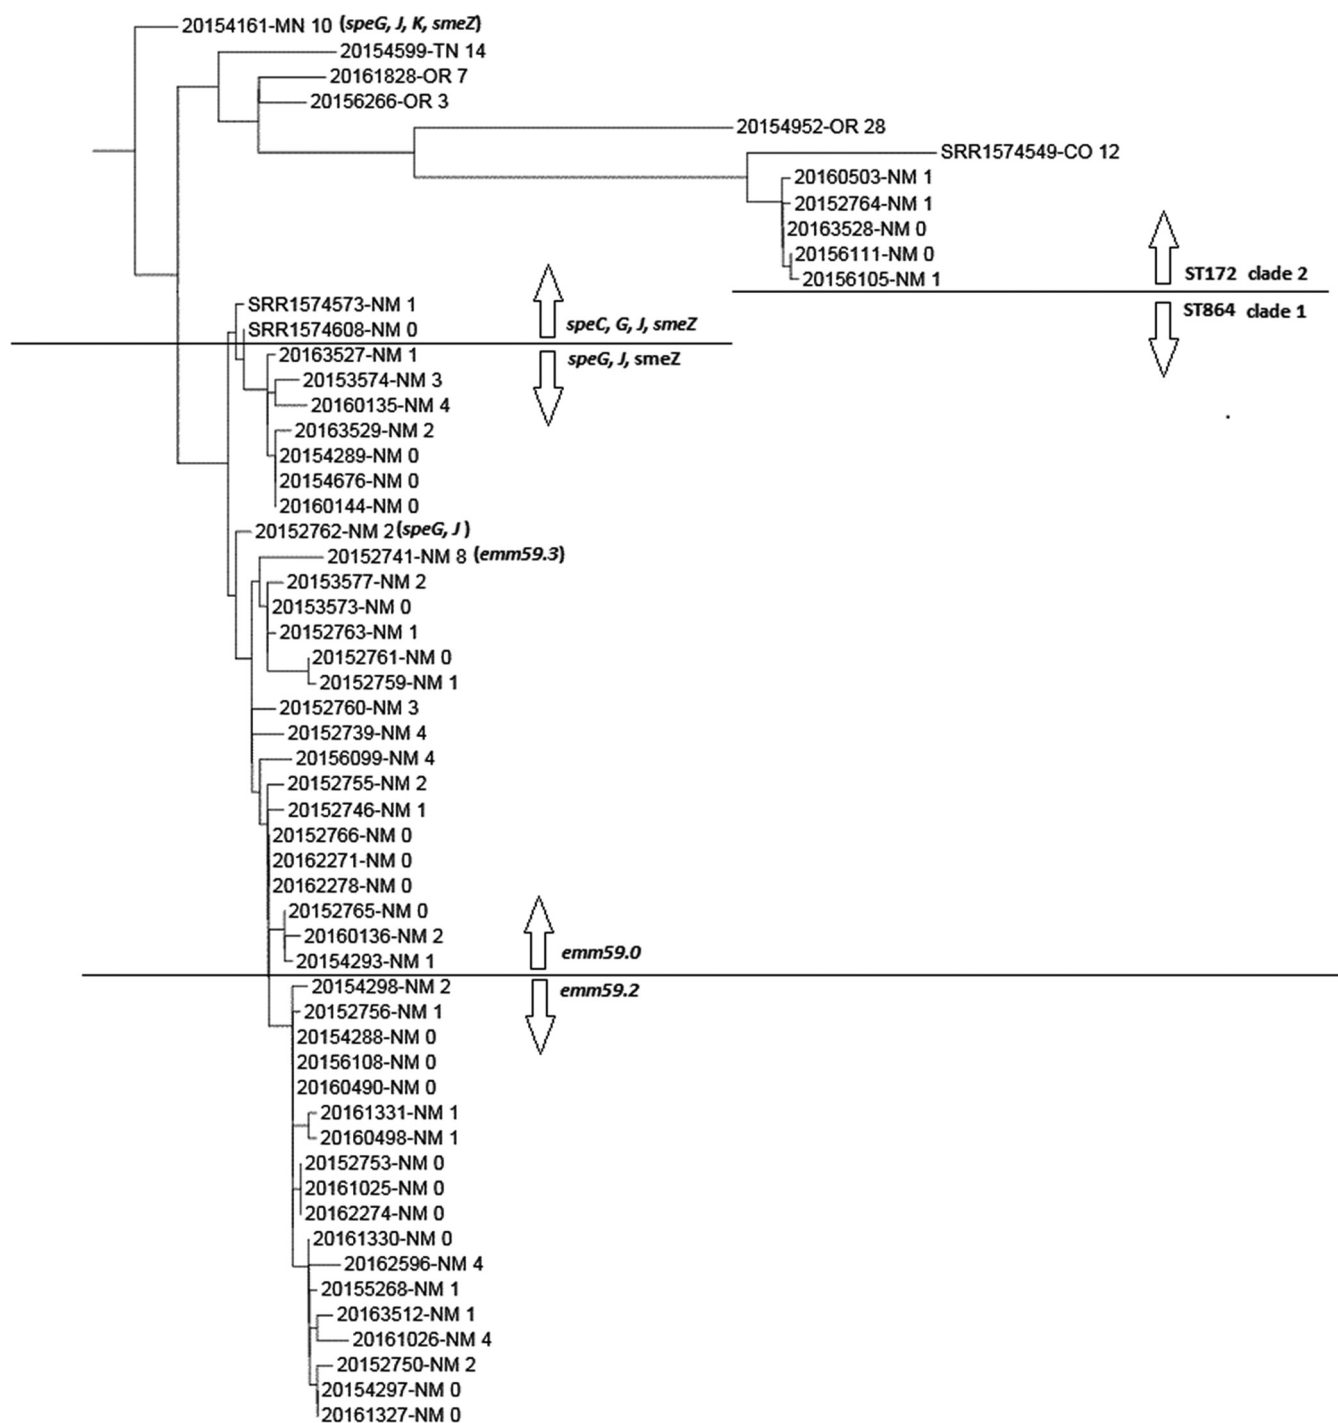 20154161-MN 10 (speG, J, K, smeZ)
20154599-TN 14
20161828-OR 7
20156266-OR 3
20154952-OR 28
SRR1574549-CO 12
20160503-NM 1
20152764-NM 1
20163528-NM 0
20156111-NM 0
20156105-NM 1
ST172 clade 2
ST864 clade 1
SRR1574573-NM 1
SRR1574608-NM 0
speC, G, J, smeZ
speG, J, smeZ
20163527-NM 1
20153574-NM 3
20160135-NM 4
20163529-NM 2
20154289-NM 0
20154676-NM 0
20160144-NM 0
20152762-NM 2 (speG, J )
20152741-NM 8 (emm59.3)
20153577-NM 2
20153573-NM 0
20152763-NM 1
20152761-NM 0
20152759-NM 1
20152760-NM 3
20152739-NM 4
20156099-NM 4
20152755-NM 2
20152746-NM 1
20152766-NM 0
20162271-NM 0
20162278-NM 0
20152765-NM 0
20160136-NM 2
20154293-NM 1
emm59.0
emm59.2
20154298-NM 2
20152756-NM 1
20154288-NM 0
20156108-NM 0
20160490-NM 0
20161331-NM 1
20160498-NM 1
20152753-NM 0
20161025-NM 0
20162274-NM 0
20161330-NM 0
20162596-NM 4
20155268-NM 1
20163512-NM 1
20161026-NM 4
20152750-NM 2
20154297-NM 0
20161327-NM 0